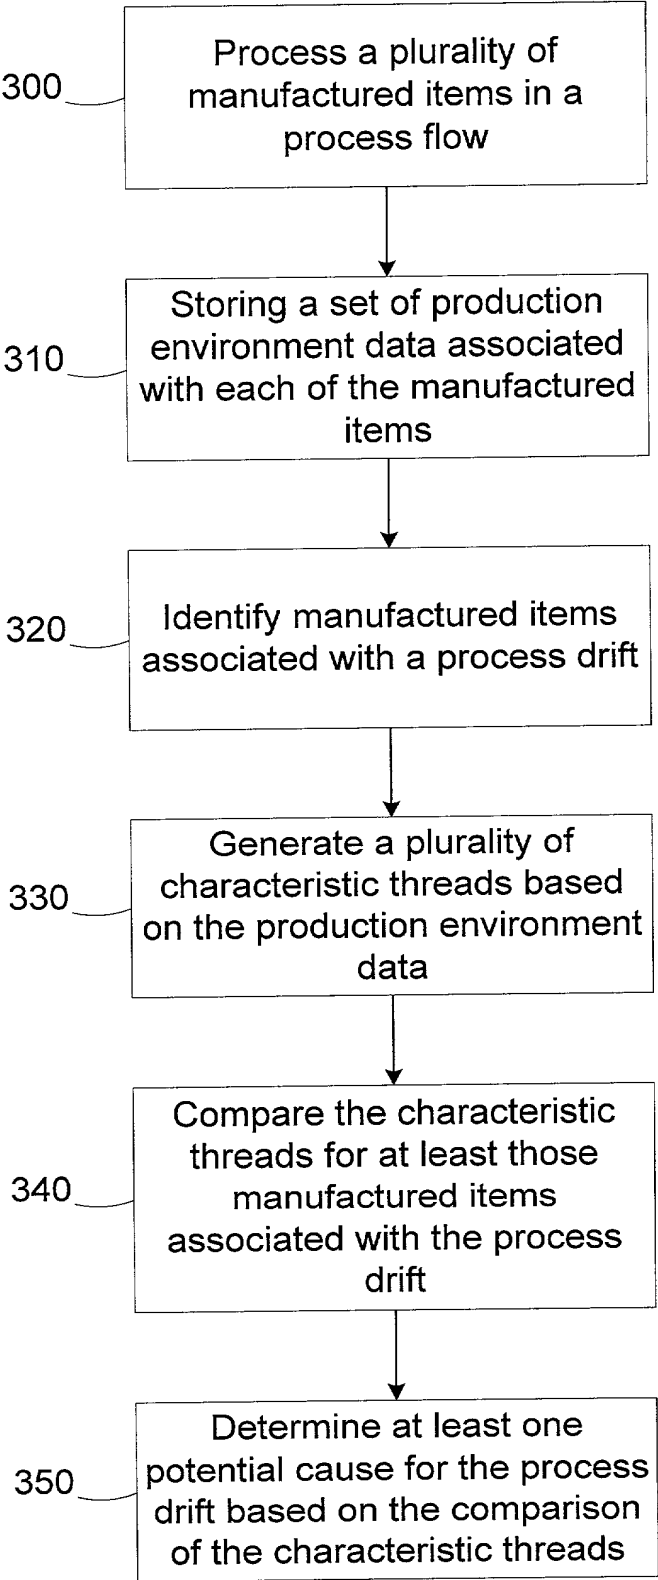 Process a plurality of
300
manufactured items in a
process flow
Storing a set of production
environment data associated
310
with each of the manufactured
items
Identify manufactured items
320
associated with a process drift
Generate a plurality of
characteristic threads based
330
on the production environment
data
Compare the characteristic
threads for at least those
340
manufactured items
associated with the process
drift
Determine at least one
potential cause for the process
350
drift based on the comparison
of the characteristic threads